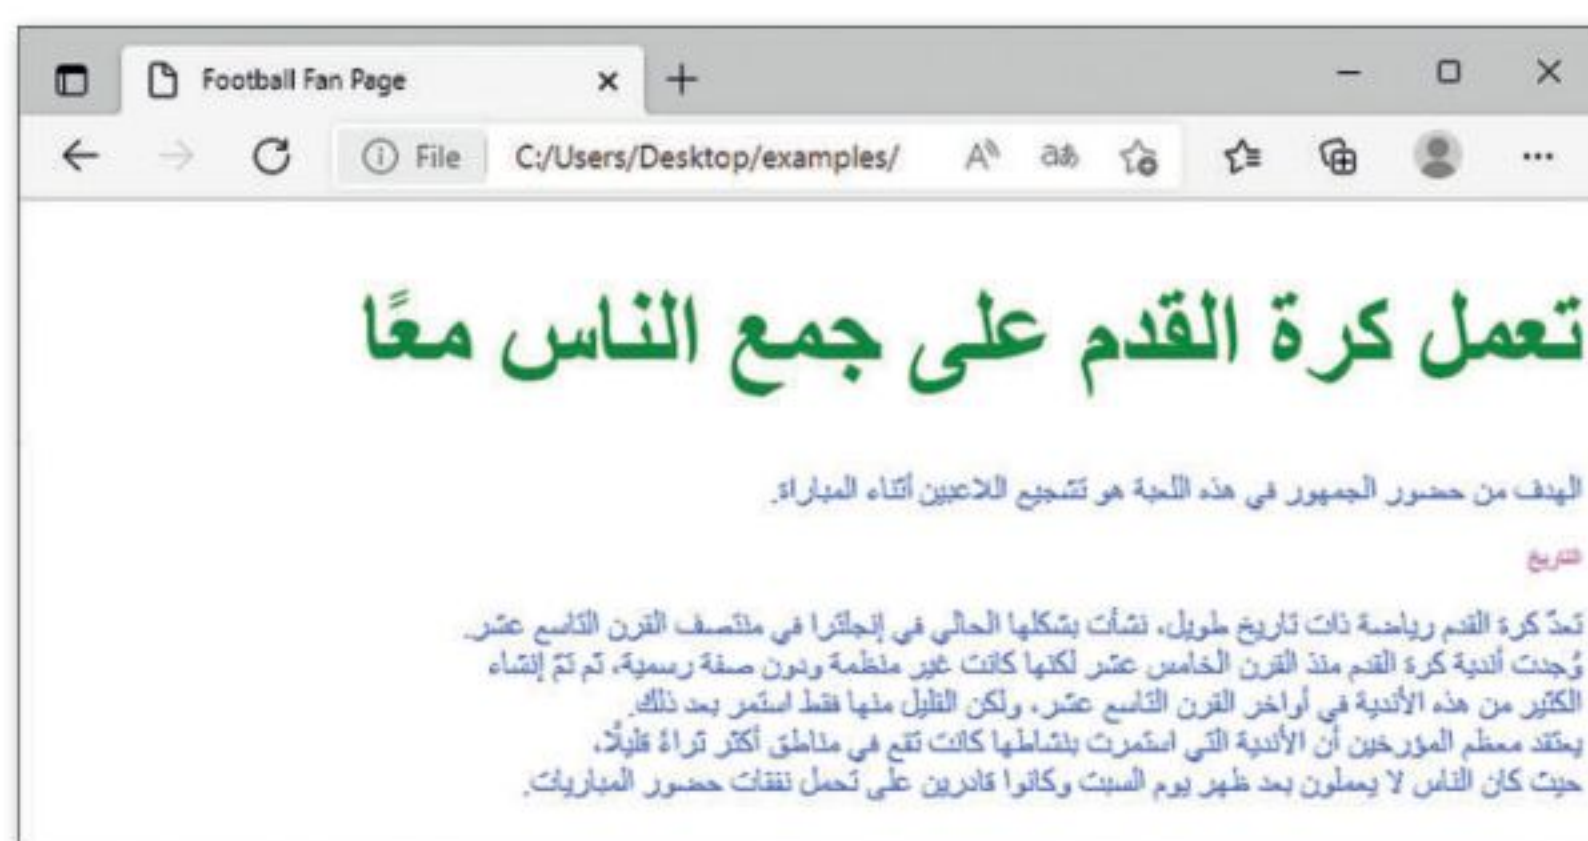 Football Fan Page
File C:/Users/Desktop/examples/
تعمل كرة القدم على جمع الناس معًا
الهدف من حضور الجمهور في هذه اللعبة هو تشجيع اللاعبين أثناء المباراة.
التاريخ
تعدّ كرة القدم رياضة ذات تاريخ طويل، نشأت بشكلها الحالي في إنجلترا في منتصف القرن التاسع عشر.
وُجدت أندية كرة القدم منذ القرن الخامس عشر لكنها كانت غير منظمة ودون صفة رسمية، ثم تمّ إنشاء
الكثير من هذه الأندية في أواخر القرن التاسع عشر، ولكن القليل منها فقط استمر بعد ذلك.
يعتقد معظم المؤرخين أن الأندية التي استمرت بنشاطها كانت تقع في مناطق أكثر ثراءً قليلًا،
حيث كان الناس لا يعملون بعد ظهر يوم السبت وكانوا قادرين على تحمل نفقات حضور المباريات.